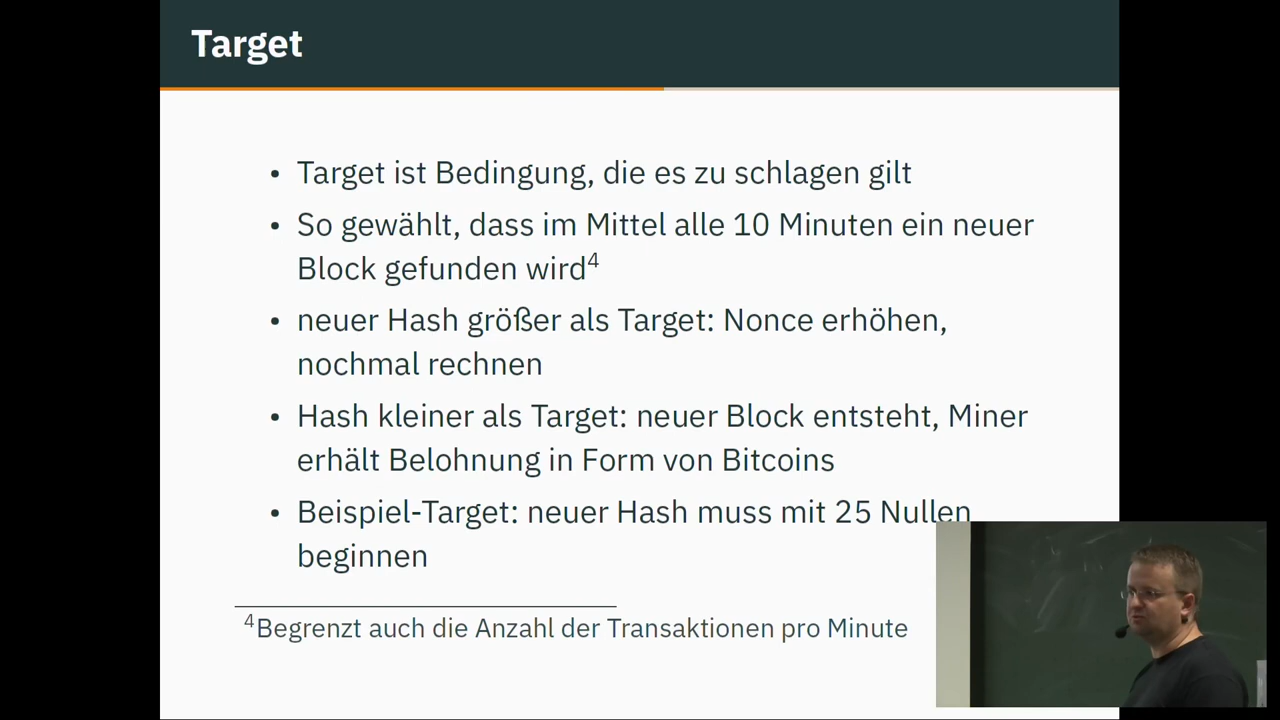 Target
• Target ist Bedingung, die es zu schlagen gilt
• So gewählt, dass im Mittel alle 10 Minuten ein neuer
Block gefunden wird⁴
• neuer Hash größer als Target: Nonce erhöhen,
nochmal rechnen
• Hash kleiner als Target: neuer Block entsteht, Miner
erhält Belohnung in Form von Bitcoins
• Beispiel-Target: neuer Hash muss mit 25 Nullen
beginnen
⁴Begrenzt auch die Anzahl der Transaktionen pro Minute